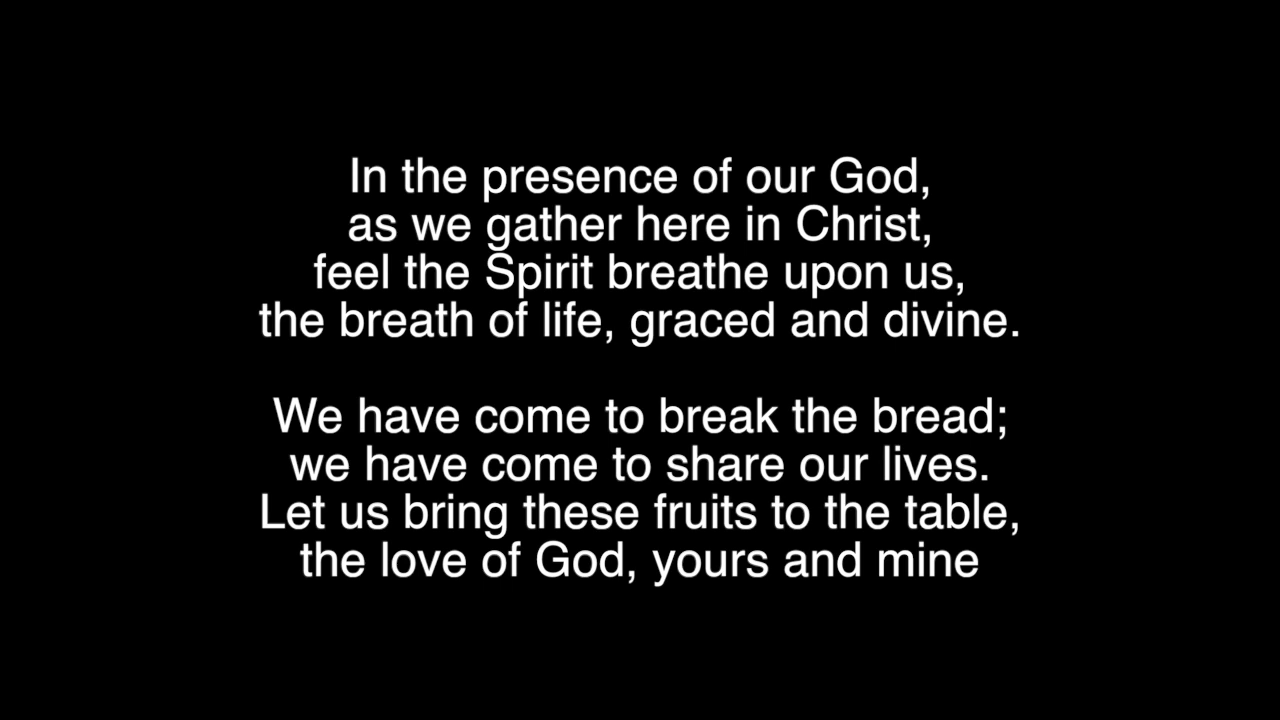 In the presence of our God,
as we gather here in Christ,
feel the Spirit breathe upon us,
the breath of life, graced and divine.
We have come to break the bread;
we have come to share our lives.
Let us bring these fruits to the table,
the love of God, yours and mine